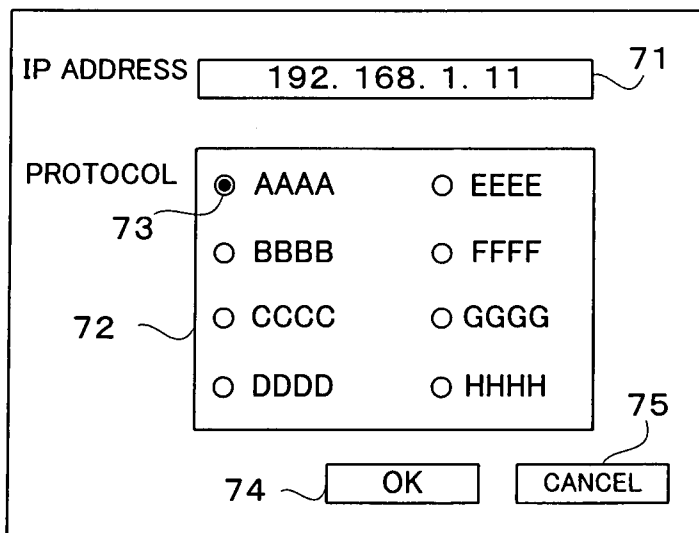 IP ADDRESS 192. 168. 1. 11 71
PROTOCOL AAAA EEEE
73
BBBB FFFF
72 CCCC GGGG
DDDD HHHH
75
74 OK CANCEL